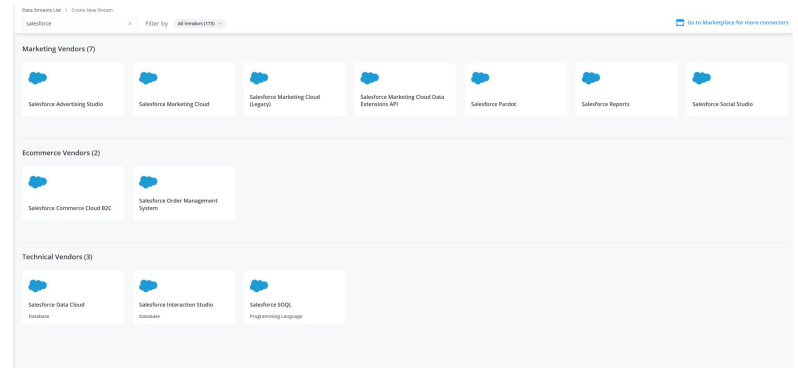 Data Streams List > Create New Stream
salesforce ×
Filter by All Vendors (173)
Go to Marketplace for more connectors
Marketing Vendors (7)
Salesforce Advertising Studio
Salesforce Marketing Cloud
Salesforce Marketing Cloud
(Legacy)
Salesforce Marketing Cloud Data
Extensions API
Salesforce Pardot
Salesforce Reports
Salesforce Social Studio
Ecommerce Vendors (2)
Salesforce Commerce Cloud B2C
Salesforce Order Management
System
Technical Vendors (3)
Salesforce Data Cloud
Database
Salesforce Interaction Studio
Database
Salesforce SOQL
Programming Language